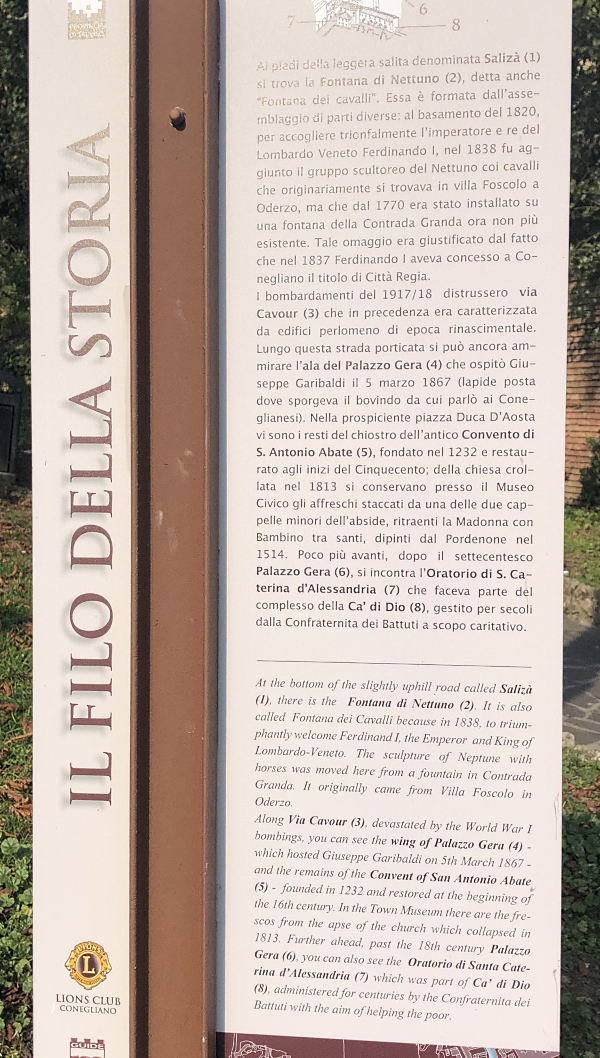 6
7
8
Ai piedi della leggera salita denominata Salizà (1)
si trova la Fontana di Nettuno (2), detta anche
"Fontana dei cavalli". Essa è formata dall'asse-
mblaggio di parti diverse: al basamento del 1820,
per accogliere trionfalmente l'imperatore e re del
Lombardo Veneto Ferdinando I, nel 1838 fu ag-
giunto il gruppo scultoreo del Nettuno coi cavalli
che originariamente si trovava in villa Foscolo a
Oderzo, ma che dal 1770 era stato installato su
una fontana della Contrada Granda ora non più
esistente. Tale omaggio era giustificato dal fatto
che nel 1837 Ferdinando I aveva concesso a Co-
negliano il titolo di Città Regia.
I bombardamenti del 1917/18 distrussero via
Cavour (3) che in precedenza era caratterizzata
da edifici perlomeno di epoca rinascimentale.
Lungo questa strada porticata si può ancora am-
mirare l'ala del Palazzo Gera (4) che ospitò Giu-
seppe Garibaldi il 5 marzo 1867 (lapide posta
dove sporgeva il bovindo da cui parlò ai Cone-
glianesi). Nella prospiciente piazza Duca D'Aosta
vi sono i resti del chiostro dell'antico Convento di
S. Antonio Abate (5), fondato nel 1232 e restau-
rato agli inizi del Cinquecento; della chiesa crol-
lata nel 1813 si conservano presso il Museo
Civico gli affreschi staccati da una delle due cap-
pelle minori dell'abside, ritraenti la Madonna con
Bambino tra santi, dipinti dal Pordenone nel
1514. Poco più avanti, dopo il settecentesco
Palazzo Gera (6), si incontra l'Oratorio di S. Ca-
terina d'Alessandria (7) che faceva parte del
complesso della Ca' di Dio (8), gestito per secoli
dalla Confraternita dei Battuti a scopo caritativo.
At the bottom of the slightly uphill road called Salizà
(1), there is the Fontana di Nettuno (2). It is also
called Fontana dei Cavalli because in 1838, to trium-
phantly welcome Ferdinand I, the Emperor and King of
Lombardo-Veneto. The sculpture of Neptune with
horses was moved here from a fountain in Contrada
Granda. It originally came from Villa Foscolo in
Oderzo.
Along Via Cavour (3), devastated by the World War I
bombings, you can see the wing of Palazzo Gera (4) -
which hosted Giuseppe Garibaldi on 5th March 1867 -
and the remains of the Convent of San Antonio Abate
(5) - founded in 1232 and restored at the beginning of
the 16th century. In the Town Museum there are the fre-
scos from the apse of the church which collapsed in
1813. Further ahead, past the 18th century Palazzo
Gera (6), you can also see the Oratorio di Santa Cate-
rina d'Alessandria (7) which was part of Ca' di Dio
(8), administered for centuries by the Confraternita dei
Battuti with the aim of helping the poor.
IL FILO DELLA STORIA
LIONS
L
LIONS CLUB
CONEGLIANO
GUIDE